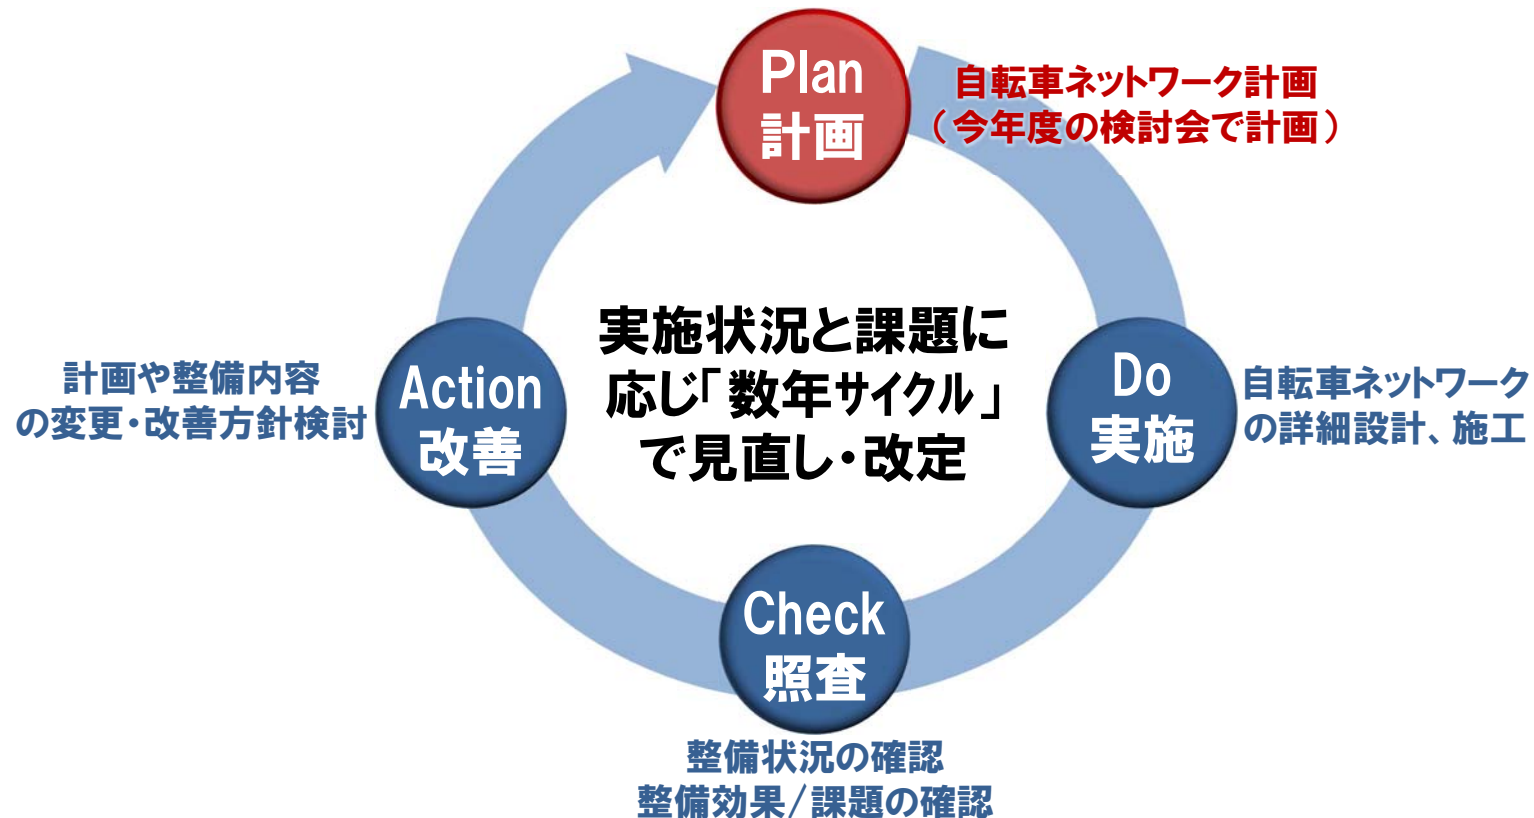 Plan
計画
自転車ネットワーク計画
（今年度の検討会で計画）
Do
実施
自転車ネットワーク
の詳細設計、施工
Check
照査
整備状況の確認
整備効果/課題の確認
Action
改善
計画や整備内容
の変更・改善方針検討
実施状況と課題に
応じ「数年サイクル」
で見直し・改定